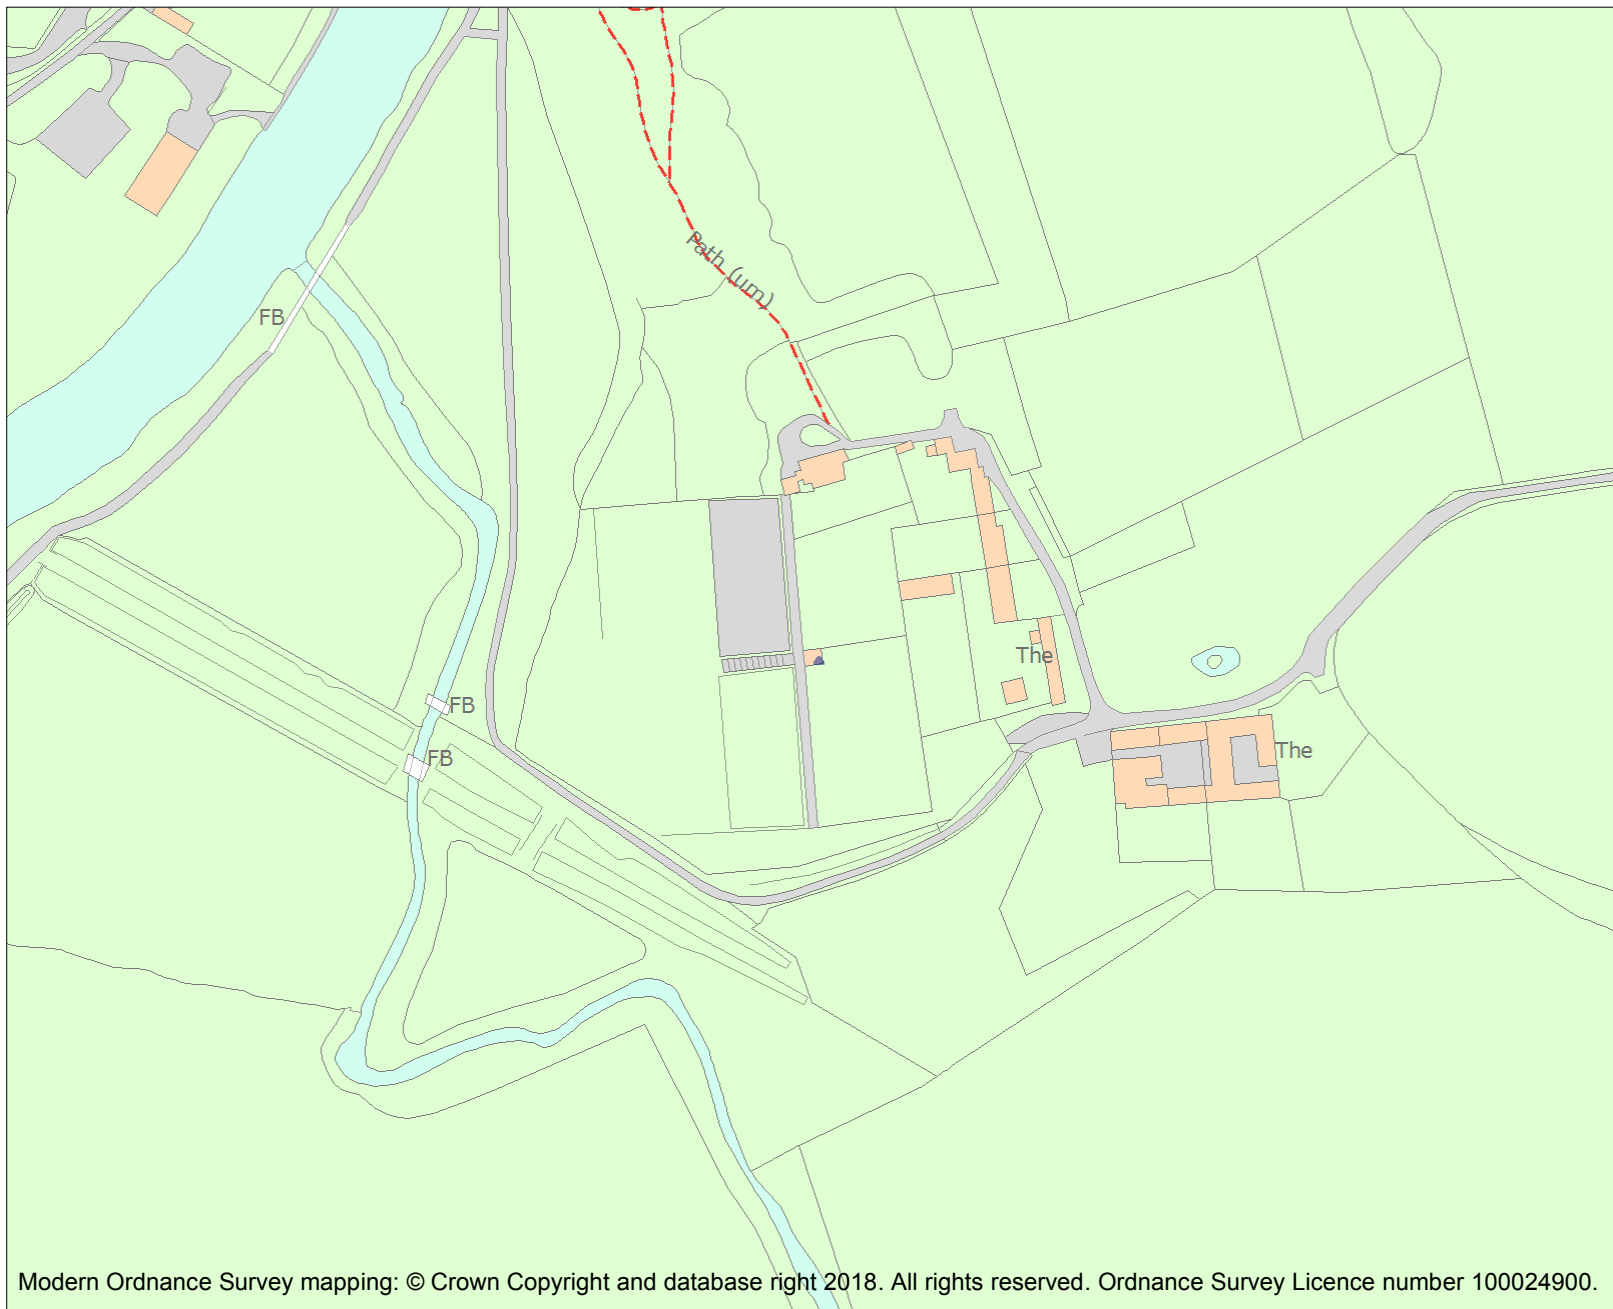 Path (um)
FB
The
FB
The
FB
Modern Ordnance Survey mapping: © Crown Copyright and database right 2018. All rights reserved. Ordnance Survey Licence number 100024900.